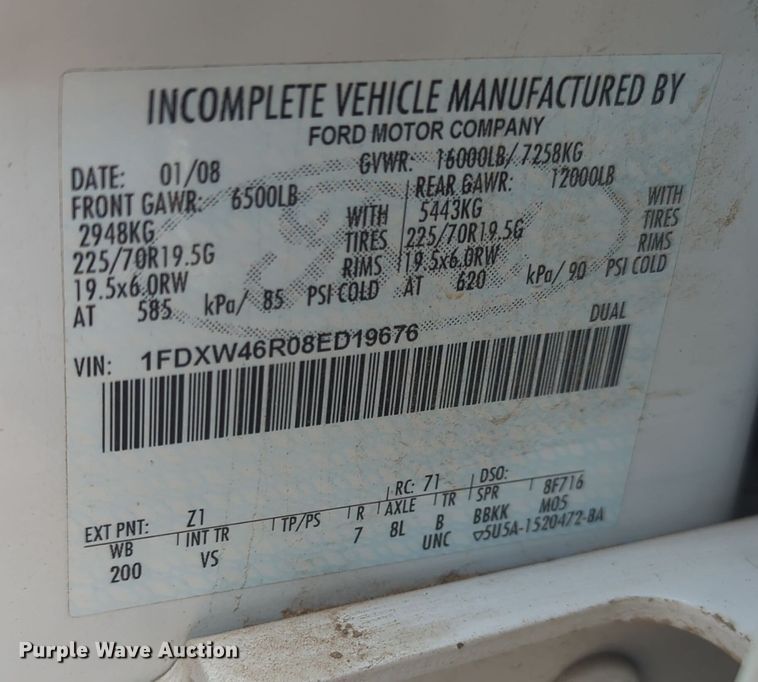 INCOMPLETE VEHICLE MANUFACTURED BY
FORD MOTOR COMPANY
DATE: 01/08 GVWR: 16000LB/ 7258KG
FRONT GAWR: 6500LB REAR GAWR: 12000LB
2948KG WITH 5443KG WITH
225/70R19.5G TIRES 225/70R19.5G TIRES
19.5x6.0RW RIMS 19.5x6.0RW RIMS
AT 585 kPa/ 85 PSI COLD AT 620 kPa/ 90 PSI COLD
DUAL
VIN: 1FDXW46R08ED19676
EXT PNT: Z1 RC: 71 DSO: 8F716
WB INT TR TP/PS R AXLE TR SPR M05
200 VS 7 8L B BBKK
UNC ▽5U5A-1520472-BA
Purple Wave Auction